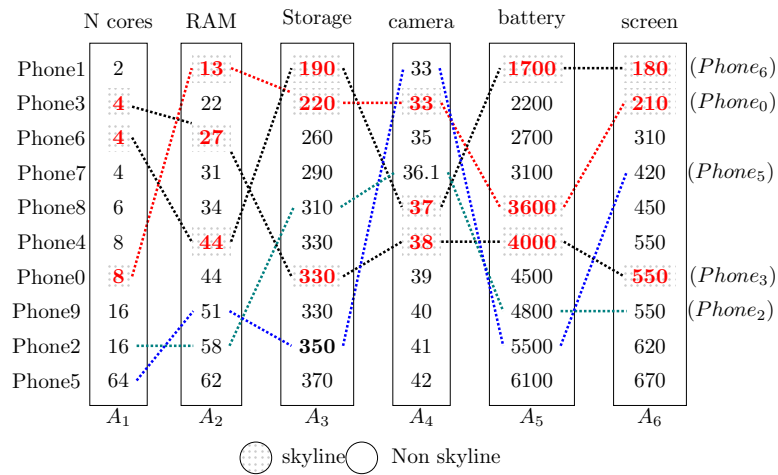 N cores RAM Storage camera battery screen
Phone1 2 13 190 33 1700 180 (Phone₆)
Phone3 4 22 220 33 2200 210 (Phone₀)
Phone6 4 27 260 35 2700 310
Phone7 4 31 290 36.1 3100 420 (Phone₅)
Phone8 6 34 310 37 3600 450
Phone4 8 44 330 38 4000 550
Phone0 8 44 330 39 4500 550 (Phone₃)
Phone9 16 51 330 40 4800 550 (Phone₂)
Phone2 16 58 350 41 5500 620
Phone5 64 62 370 42 6100 670
A₁ A₂ A₃ A₄ A₅ A₆
skyline Non skyline